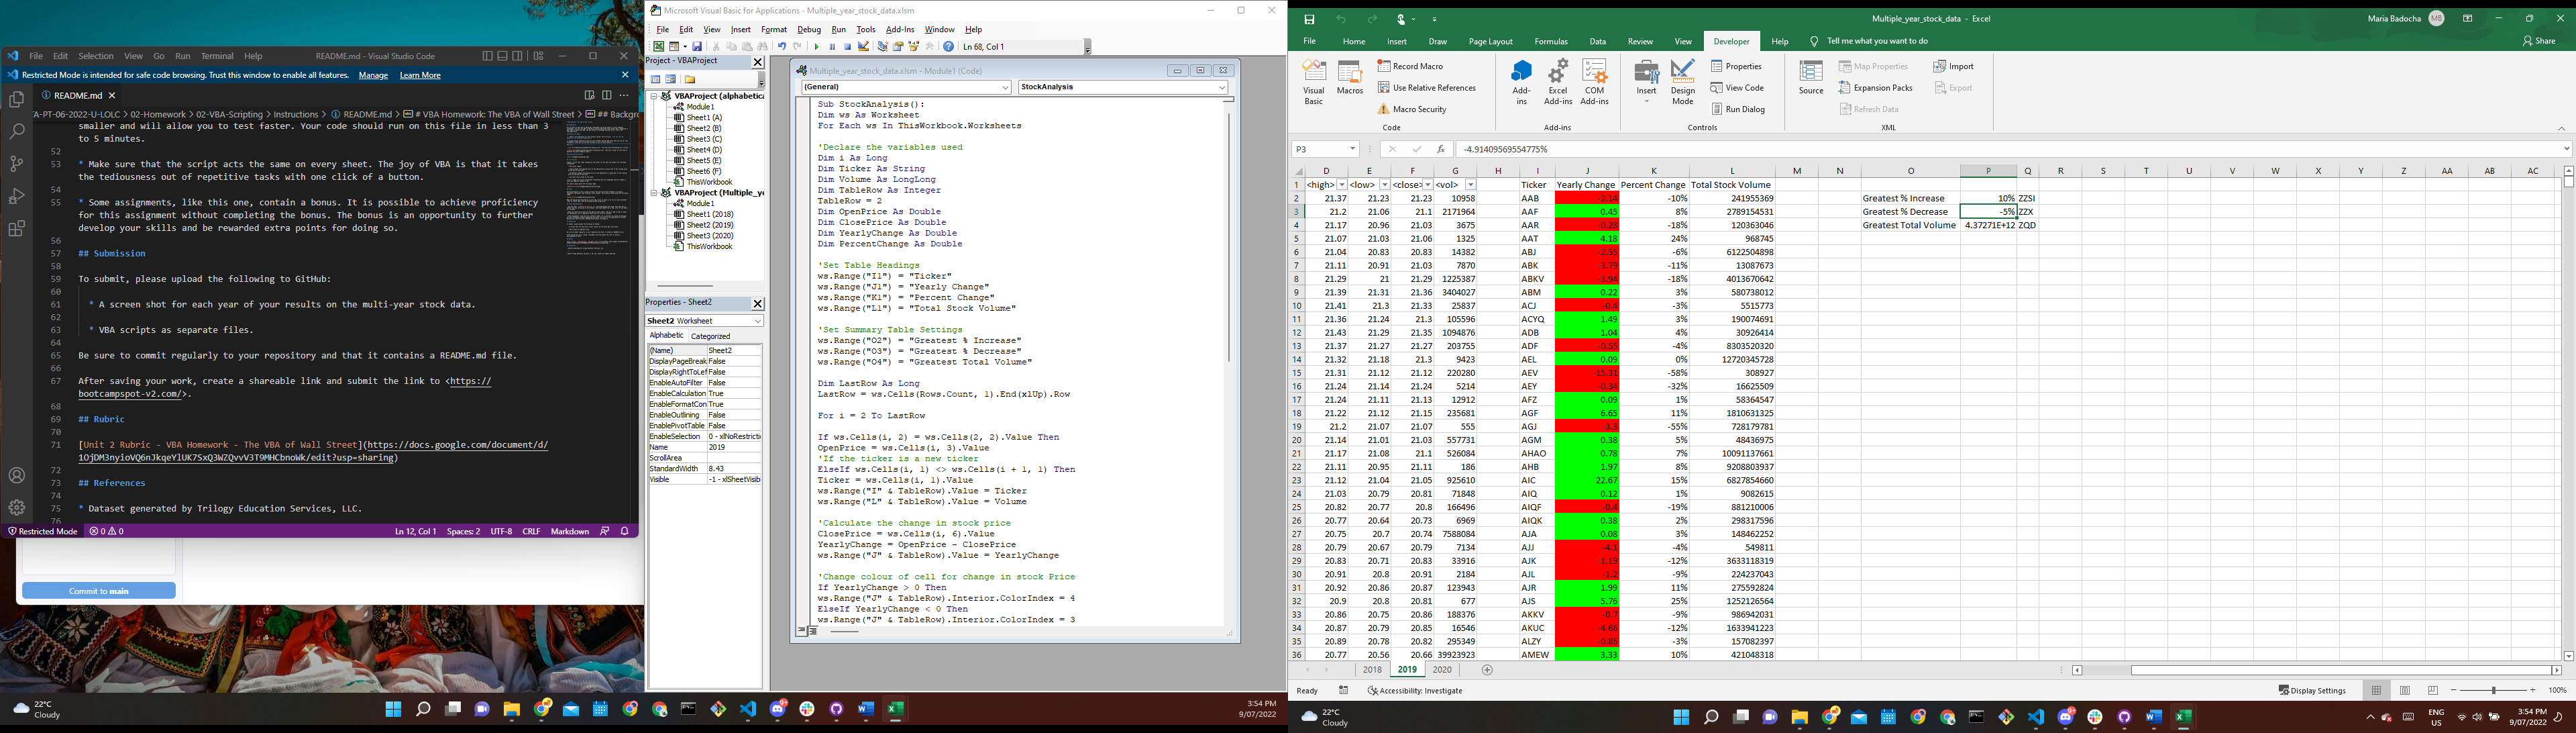 File Edit Selection View Go Run Terminal Help README.md - Visual Studio Code
Restricted Mode is intended for safe code browsing. Trust this window to enable all features. Manage Learn More
README.md
TA-PT-06-2022-U-LOLC > 02-Homework > 02-VBA-Scripting > Instructions > README.md > # VBA Homework: The VBA of Wall Street > ## Backgro
smaller and will allow you to test faster. Your code should run on this file in less than 3
to 5 minutes.
52
53 * Make sure that the script acts the same on every sheet. The joy of VBA is that it takes
the tediousness out of repetitive tasks with one click of a button.
54
55 * Some assignments, like this one, contain a bonus. It is possible to achieve proficiency
for this assignment without completing the bonus. The bonus is an opportunity to further
develop your skills and be rewarded extra points for doing so.
56
57 ## Submission
58
59 To submit, please upload the following to GitHub:
60
61 * A screen shot for each year of your results on the multi-year stock data.
62
63 * VBA scripts as separate files.
64
65 Be sure to commit regularly to your repository and that it contains a README.md file.
66
67 After saving your work, create a shareable link and submit the link to <https://
bootcampspot-v2.com/>.
68
69 ## Rubric
70
71 [Unit 2 Rubric - VBA Homework - The VBA of Wall Street](https://docs.google.com/document/d/
1OjDM3nyioVQ6nJkqeYlUK7SxQ3WZQvvV3T9MHCbnoWk/edit?usp=sharing)
72
73 ## References
74
75 * Dataset generated by Trilogy Education Services, LLC.
76
Restricted Mode 0 0 Ln 12, Col 1 Spaces: 2 UTF-8 CRLF Markdown
Commit to main
22°C
Cloudy
Microsoft Visual Basic for Applications - Multiple_year_stock_data.xlsm
File Edit View Insert Format Debug Run Tools Add-Ins Window Help
Ln 68, Col 1
Project - VBAProject
VBAProject (alphabetica
Module1
Sheet1 (A)
Sheet2 (B)
Sheet3 (C)
Sheet4 (D)
Sheet5 (E)
Sheet6 (F)
ThisWorkbook
VBAProject (Multiple_ye
Module1
Sheet1 (2018)
Sheet2 (2019)
Sheet3 (2020)
ThisWorkbook
Properties - Sheet2
Sheet2 Worksheet
Alphabetic Categorized
(Name) Sheet2
DisplayPageBreak False
DisplayRightToLef False
EnableAutoFilter False
EnableCalculation True
EnableFormatCon True
EnableOutlining False
EnablePivotTable False
EnableSelection 0 - xlNoRestricti
Name 2019
ScrollArea
StandardWidth 8.43
Visible -1 - xlSheetVisib
Multiple_year_stock_data.xlsm - Module1 (Code)
(General) StockAnalysis
Sub StockAnalysis():
Dim ws As Worksheet
For Each ws In ThisWorkbook.Worksheets
'Declare the variables used
Dim i As Long
Dim Ticker As String
Dim Volume As LongLong
Dim TableRow As Integer
TableRow = 2
Dim OpenPrice As Double
Dim ClosePrice As Double
Dim YearlyChange As Double
Dim PercentChange As Double
'Set Table Headings
ws.Range("I1") = "Ticker"
ws.Range("J1") = "Yearly Change"
ws.Range("K1") = "Percent Change"
ws.Range("L1") = "Total Stock Volume"
'Set Summary Table Settings
ws.Range("O2") = "Greatest % Increase"
ws.Range("O3") = "Greatest % Decrease"
ws.Range("O4") = "Greatest Total Volume"
Dim LastRow As Long
LastRow = ws.Cells(Rows.Count, 1).End(xlUp).Row
For i = 2 To LastRow
If ws.Cells(i, 2) = ws.Cells(2, 2).Value Then
OpenPrice = ws.Cells(i, 3).Value
'If the ticker is a new ticker
ElseIf ws.Cells(i, 1) <> ws.Cells(i + 1, 1) Then
Ticker = ws.Cells(i, 1).Value
ws.Range("I" & TableRow).Value = Ticker
ws.Range("L" & TableRow).Value = Volume
'Calculate the change in stock price
ClosePrice = ws.Cells(i, 6).Value
YearlyChange = OpenPrice - ClosePrice
ws.Range("J" & TableRow).Value = YearlyChange
'Change colour of cell for change in stock Price
If YearlyChange > 0 Then
ws.Range("J" & TableRow).Interior.ColorIndex = 4
ElseIf YearlyChange < 0 Then
ws.Range("J" & TableRow).Interior.ColorIndex = 3
3:54 PM
9/07/2022
Multiple_year_stock_data - Excel Maria Badocha MB
File Home Insert Draw Page Layout Formulas Data Review View Developer Help Tell me what you want to do Share
Visual Basic Macros Record Macro Use Relative References Macro Security Code
Add-ins Excel Add-ins COM Add-ins Add-ins
Insert Design Mode Properties View Code Run Dialog Controls
Source Map Properties Expansion Packs Refresh Data Import Export XML
P3 fx -4.91409569554775%
D E F G H I J K L M N O P Q R S T U V W X Y Z AA AB AC
1 <high> <low> <close> <vol> Ticker Yearly Change Percent Change Total Stock Volume
2 21.37 21.23 21.23 10958 AAB -2.14 -10% 241955369 Greatest % Increase 10% ZZSI
3 21.2 21.06 21.1 2171964 AAF 0.45 8% 2789154531 Greatest % Decrease -5% ZZX
4 21.17 20.96 21.03 3675 AAR -0.28 -18% 120363046 Greatest Total Volume 4.37271E+12 ZQD
5 21.07 21.03 21.06 1325 AAT 4.18 24% 968745
6 21.04 20.83 20.83 14382 ABJ -2.55 -6% 6122504898
7 21.11 20.91 21.03 7870 ABK -3.79 -11% 13087673
8 21.29 21 21.29 1225387 ABKV -3.94 -18% 4013670642
9 21.39 21.31 21.36 3404027 ABM 0.22 3% 580738012
10 21.41 21.3 21.33 25837 ACJ -0.4 -3% 5515773
11 21.36 21.24 21.3 105596 ACYQ 1.49 3% 190074691
12 21.43 21.29 21.35 1094876 ADB 1.04 4% 30926414
13 21.37 21.27 21.27 203755 ADF -0.55 -4% 8303520320
14 21.32 21.18 21.3 9423 AEL 0.09 0% 12720345728
15 21.31 21.12 21.12 220280 AEV -15.31 -58% 308927
16 21.24 21.14 21.24 5214 AEY -0.34 -32% 16625509
17 21.24 21.11 21.13 12912 AFZ 0.09 1% 58364547
18 21.22 21.12 21.15 235681 AGF 6.65 11% 1810631325
19 21.2 21.07 21.07 555 AGJ -3.3 -55% 728179781
20 21.14 21.01 21.03 557731 AGM 0.38 5% 48436975
21 21.17 21.08 21.1 526084 AHAO 0.78 7% 10091137661
22 21.11 20.95 21.11 186 AHB 1.97 8% 9208803937
23 21.12 21.04 21.05 925610 AIC 22.67 15% 6827854660
24 21.03 20.79 20.81 71848 AIQ 0.12 1% 9082615
25 20.82 20.77 20.8 166496 AIQF -0.4 -19% 881210006
26 20.77 20.64 20.73 6969 AIQK 0.38 2% 298317596
27 20.75 20.7 20.74 7588084 AJA 0.08 3% 148462252
28 20.79 20.67 20.79 7134 AJJ -4.1 -4% 549811
29 20.83 20.71 20.83 33916 AJK -1.19 -12% 3633118319
30 20.91 20.8 20.91 2184 AJL -1.2 -9% 224237043
31 20.92 20.86 20.87 123943 AJR 1.99 11% 275592824
32 20.9 20.8 20.81 677 AJS 5.76 25% 1252126564
33 20.86 20.75 20.86 188376 AKKV -0.7 -9% 986942031
34 20.87 20.79 20.85 16546 AKUC -4.66 -12% 1633941223
35 20.89 20.78 20.82 295349 ALZY -0.86 -3% 157082397
36 20.77 20.56 20.66 39923923 AMEW 3.33 10% 421048318
2018 2019 2020
Ready Accessibility: Investigate Display Settings 100%
22°C
Cloudy
ENG
US
3:54 PM
9/07/2022